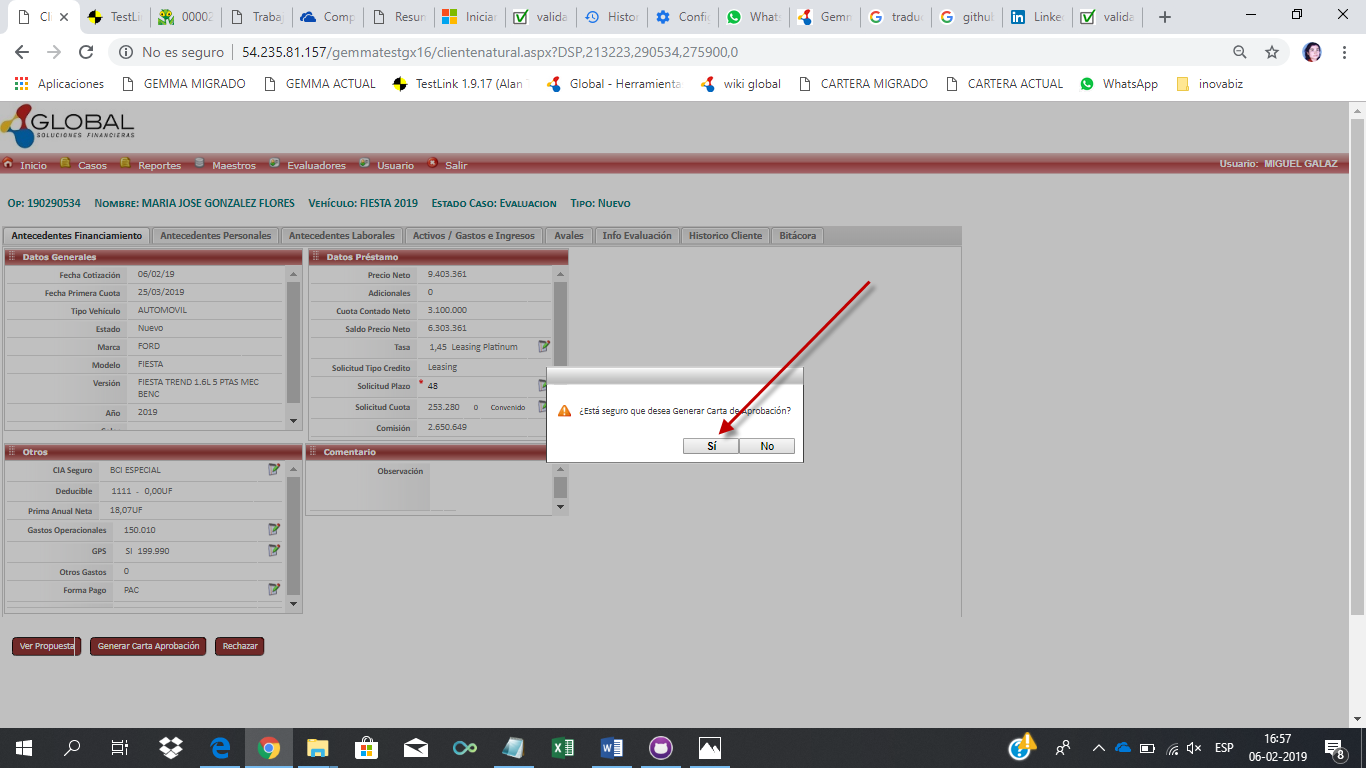 Cli
TestLi
00002
Trabaj
Comp
Resum
Iniciar
valida
Histor
Config
Whats
Gemm
tradu
githu
Linke
valida
No es seguro | 54.235.81.157/gemmatestgx16/clientenatural.aspx?DSP,213223,290534,275900,0
Aplicaciones GEMMA MIGRADO GEMMA ACTUAL TestLink 1.9.17 (Alan Global - Herramienta wiki global CARTERA MIGRADO CARTERA ACTUAL WhatsApp inovabiz
GLOBAL
SOLUCIONES FINANCIERAS
Inicio Casos Reportes Maestros Evaluadores Usuario Salir Usuario: MIGUEL GALAZ
Op: 190290534 Nombre: MARIA JOSE GONZALEZ FLORES Vehículo: FIESTA 2019 Estado Caso: Evaluacion Tipo: Nuevo
Antecedentes Financiamiento Antecedentes Personales Antecedentes Laborales Activos / Gastos e Ingresos Avales Info Evaluación Historico Cliente Bitácora
Datos Generales
Fecha Cotización 06/02/19
Fecha Primera Cuota 25/03/2019
Tipo Vehículo AUTOMOVIL
Estado Nuevo
Marca FORD
Modelo FIESTA
Versión FIESTA TREND 1.6L 5 PTAS MEC
BENC
Año 2019
Datos Préstamo
Precio Neto 9.403.361
Adicionales 0
Cuota Contado Neto 3.100.000
Saldo Precio Neto 6.303.361
Tasa 1,45 Leasing Platinum
Solicitud Tipo Credito Leasing
Solicitud Plazo * 48
Solicitud Cuota 253.280 0 Convenido
Comisión 2.650.649
¿Está seguro que desea Generar Carta de Aprobación?
Sí No
Otros
CIA Seguro BCI ESPECIAL
Deducible 1111 - 0,00UF
Prima Anual Neta 18,07UF
Gastos Operacionales 150.010
GPS SI 199.990
Otros Gastos 0
Forma Pago PAC
Comentario
Observación
Ver Propuesta Generar Carta Aprobación Rechazar
ESP
16:57
06-02-2019
8